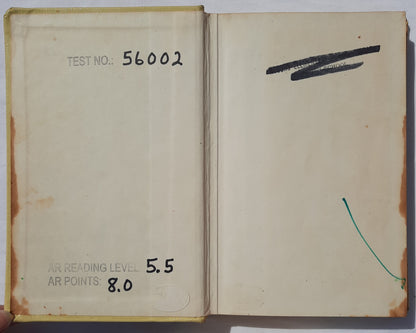 TEST NO.: 56002
AR READING LEVEL 5.5
AR POINTS: 8.0